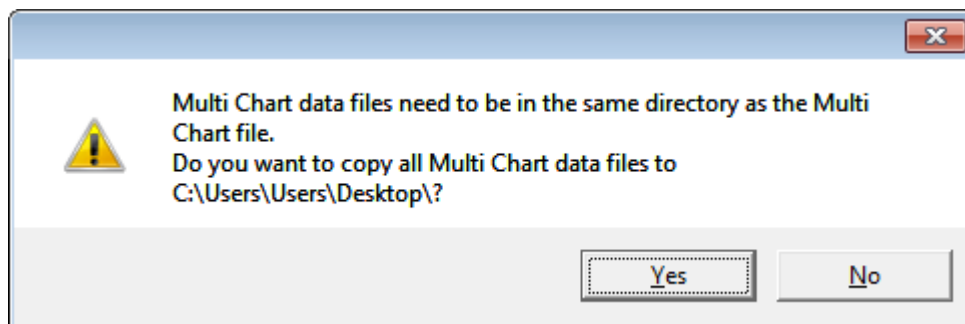 Multi Chart data files need to be in the same directory as the Multi
Chart file.
Do you want to copy all Multi Chart data files to
C:\Users\Users\Desktop\?
Yes
No